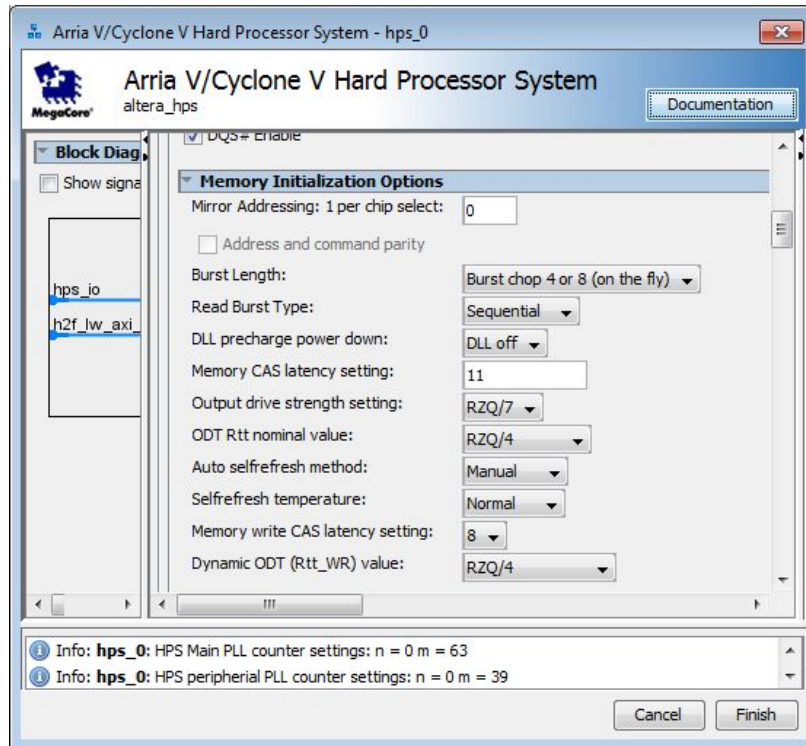 Arria V/Cyclone V Hard Processor System - hps_0
Arria V/Cyclone V Hard Processor System
altera_hps
MegaCore®
Documentation
Block Diag
Show signa
hps_io
h2f_lw_axi_
DQS# Enable
Memory Initialization Options
Mirror Addressing: 1 per chip select: 0
Address and command parity
Burst Length: Burst chop 4 or 8 (on the fly)
Read Burst Type: Sequential
DLL precharge power down: DLL off
Memory CAS latency setting: 11
Output drive strength setting: RZQ/7
ODT Rtt nominal value: RZQ/4
Auto selfrefresh method: Manual
Selfrefresh temperature: Normal
Memory write CAS latency setting: 8
Dynamic ODT (Rtt_WR) value: RZQ/4
Info: hps_0: HPS Main PLL counter settings: n = 0 m = 63
Info: hps_0: HPS peripherial PLL counter settings: n = 0 m = 39
Cancel
Finish